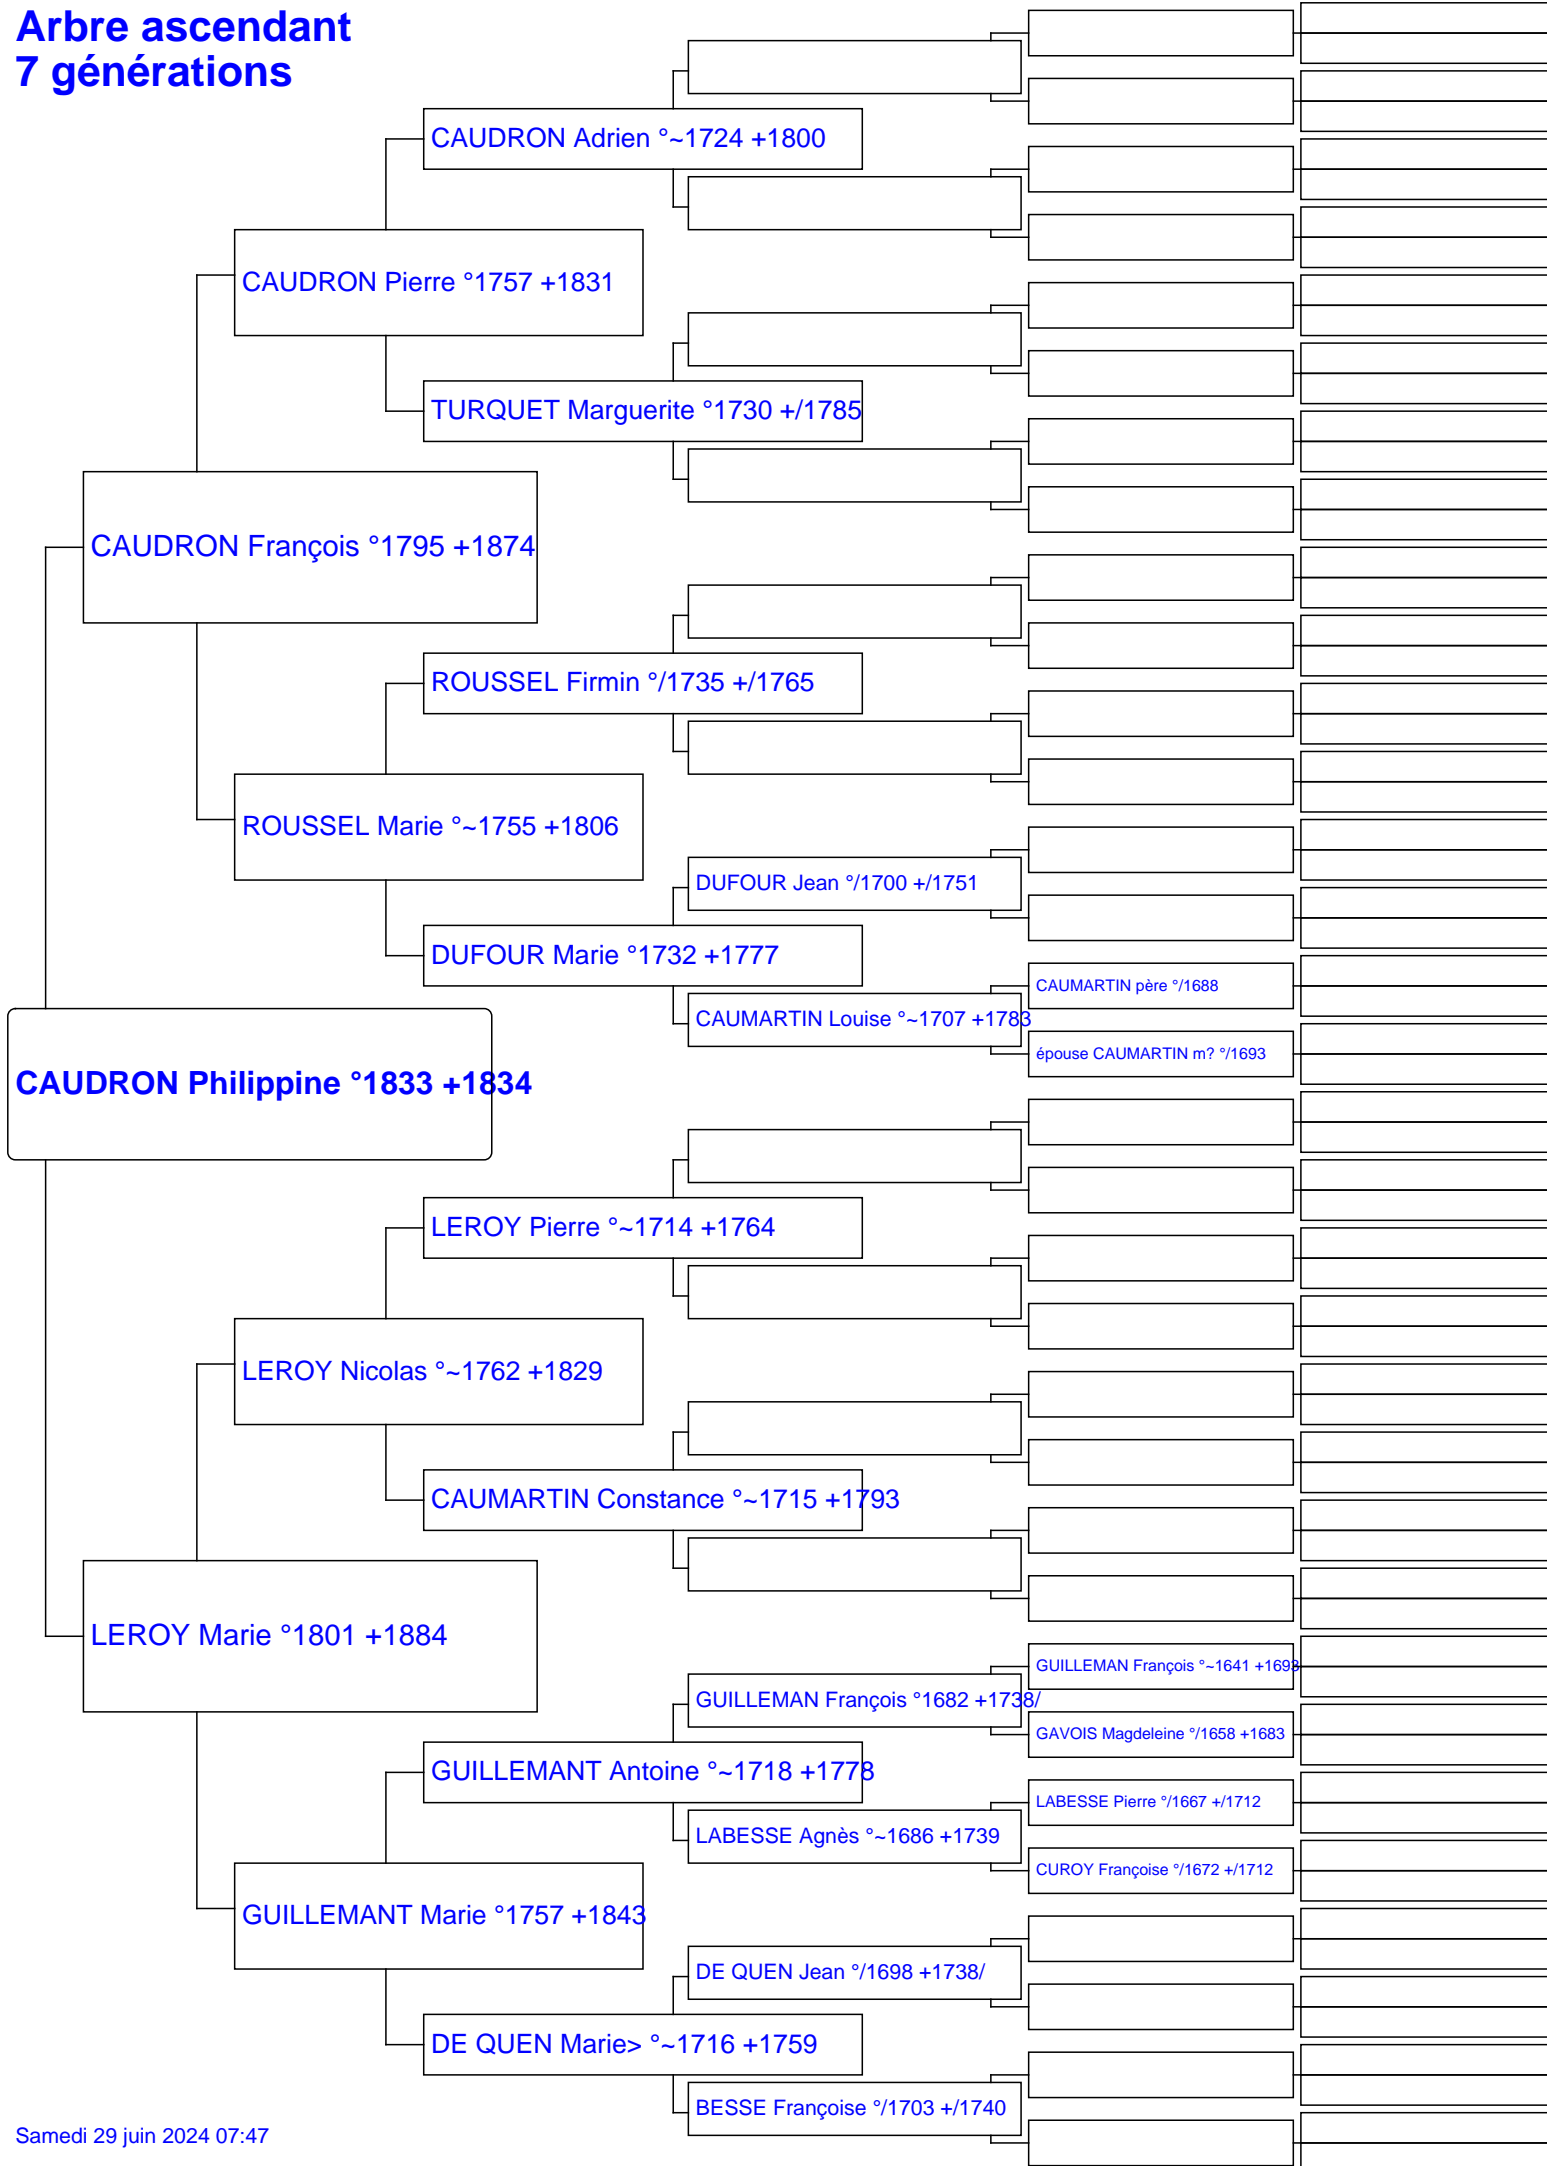 Arbre ascendant
7 générations
CAUDRON Adrien °~1724 +1800
CAUDRON Pierre °1757 +1831
TURQUET Marguerite °1730 +/1785
CAUDRON François °1795 +1874
ROUSSEL Firmin °/1735 +/1765
ROUSSEL Marie °~1755 +1806
DUFOUR Jean °/1700 +/1751
DUFOUR Marie °1732 +1777
CAUMARTIN père °/1688
CAUMARTIN Louise °~1707 +1783
épouse CAUMARTIN m? °/1693
CAUDRON Philippine °1833 +1834
LEROY Pierre °~1714 +1764
LEROY Nicolas °~1762 +1829
CAUMARTIN Constance °~1715 +1793
LEROY Marie °1801 +1884
GUILLEMAN François °~1641 +1693
GUILLEMAN François °1682 +1738/
GAVOIS Magdeleine °/1658 +1683
GUILLEMANT Antoine °~1718 +1778
LABESSE Pierre °/1667 +/1712
LABESSE Agnès °~1686 +1739
CUROY Françoise °/1672 +/1712
GUILLEMANT Marie °1757 +1843
DE QUEN Jean °/1698 +1738/
DE QUEN Marie> °~1716 +1759
BESSE Françoise °/1703 +/1740
Samedi 29 juin 2024 07:47